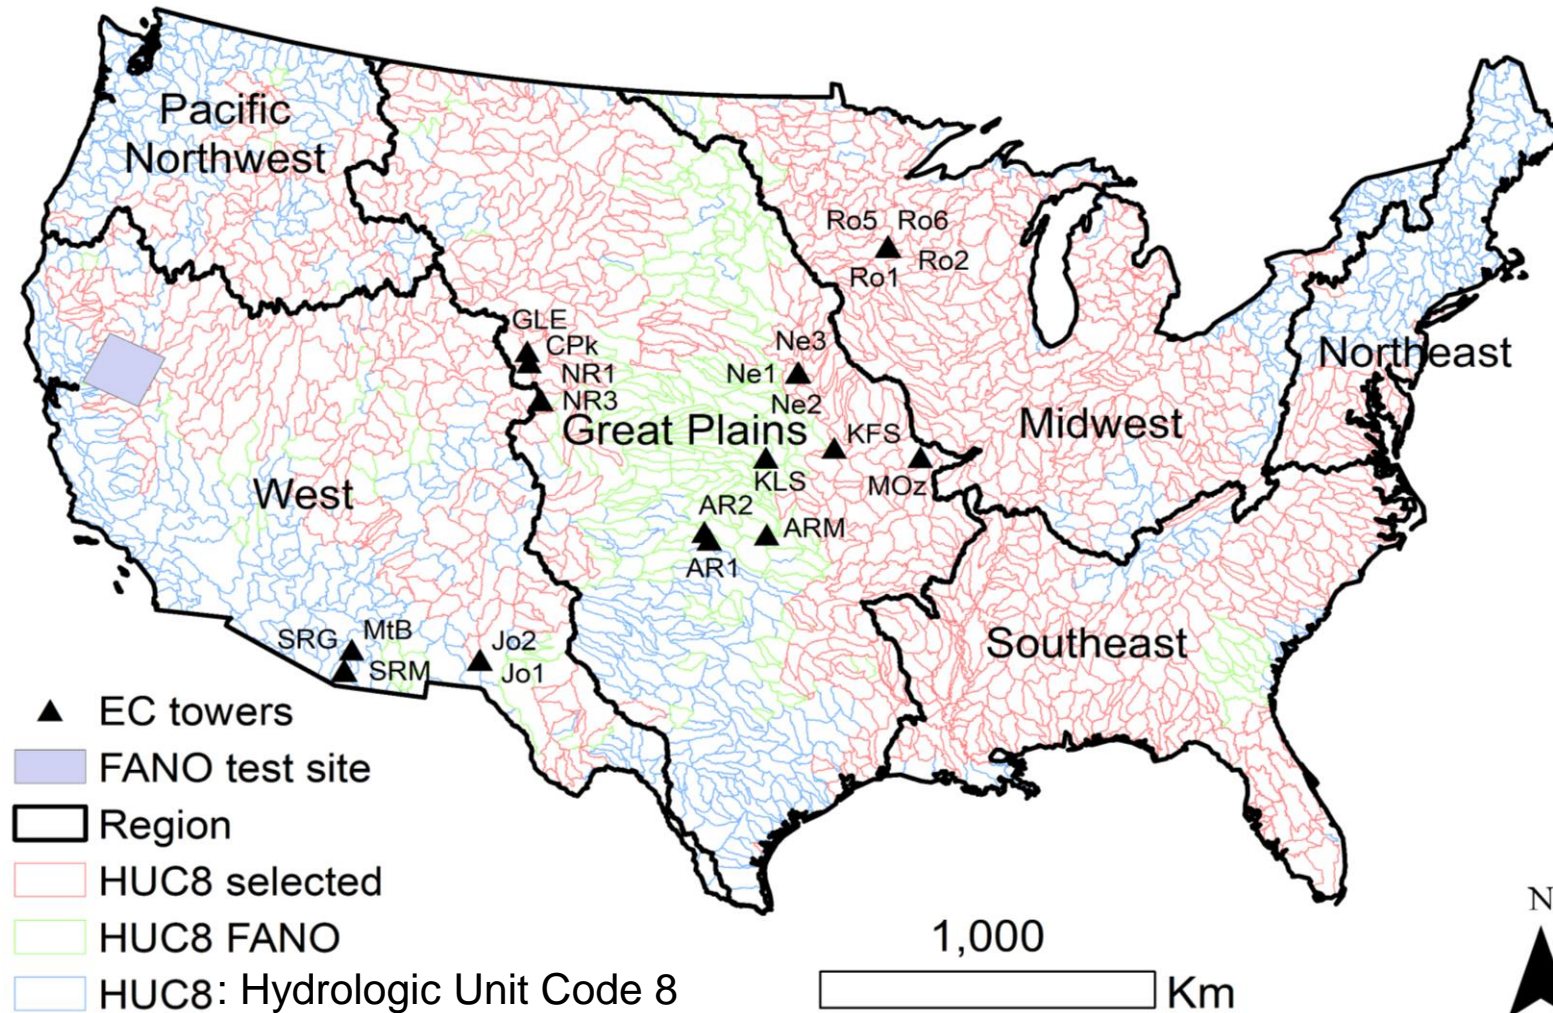 Pacific
Northwest
Ro5 Ro6
Ro1 Ro2
GLE
CPk
NR1
NR3
Ne3
Ne1
Ne2
Great Plains
KFS
KLS
MOz
AR2
ARM
AR1
Northeast
Midwest
West
Southeast
SRG MtB
SRM
Jo2
Jo1
EC towers
FANO test site
Region
HUC8 selected
HUC8 FANO
HUC8: Hydrologic Unit Code 8
1,000
Km
N